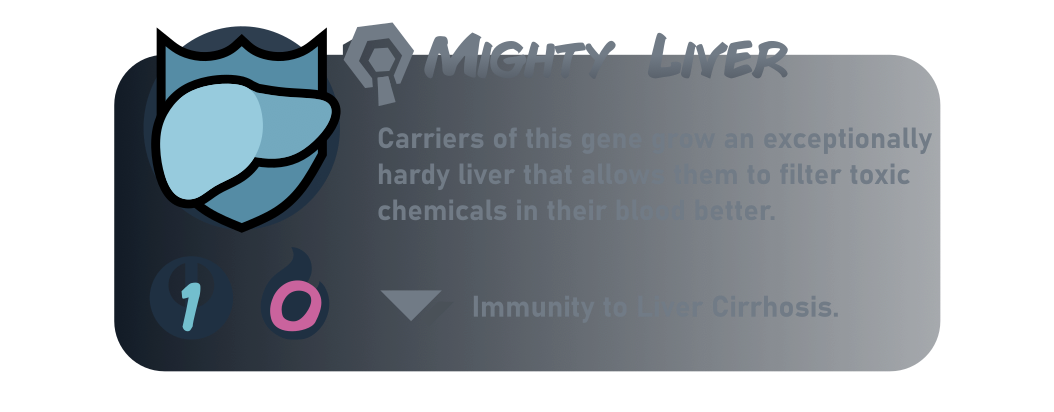 Mighty Liver
Carriers of this gene grow an exceptionally
hardy liver that allows them to filter toxic
chemicals in their blood better.
1 0
Immunity to Liver Cirrhosis.